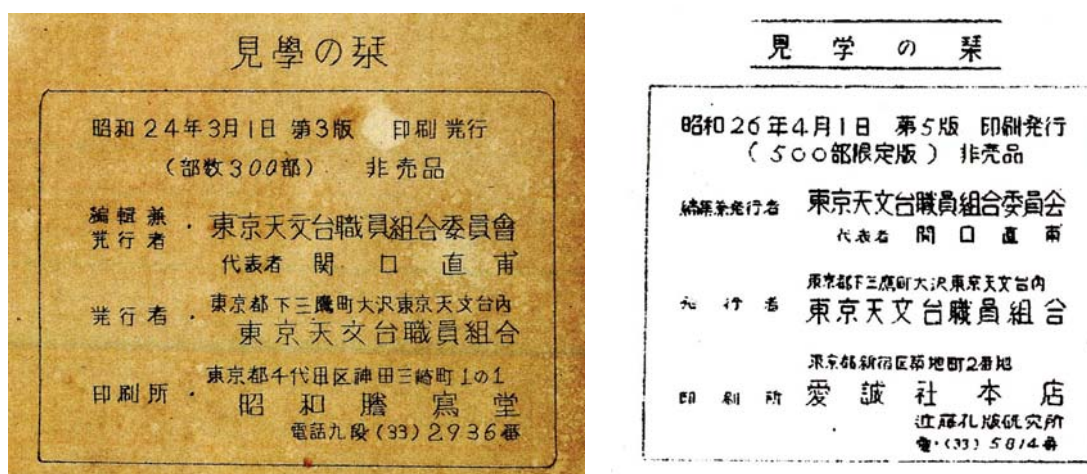 見學の栞
昭和24年3月1日 第3版 印刷発行
(部数300部) 非売品
編輯兼
発行者 ・ 東京天文台職員組合委員會
代表者 関口直甫
発行者 ・ 東京都下三鷹町大沢東京天文台内
東京天文台職員組合
印刷所 ・ 東京都千代田区神田三崎町1の1
昭和謄寫堂
電話九段(33)2936番
見学の栞
昭和26年4月1日 第5版 印刷発行
(500部限定版) 非売品
編集兼発行者 東京天文台職員組合委員会
代表者 関口直甫
東京都下三鷹町大沢東京天文台内
発行者 東京天文台職員組合
東京都新宿区築地町2番地
印刷所 愛誠社本店
近藤孔版研究所
電・(33)5814番